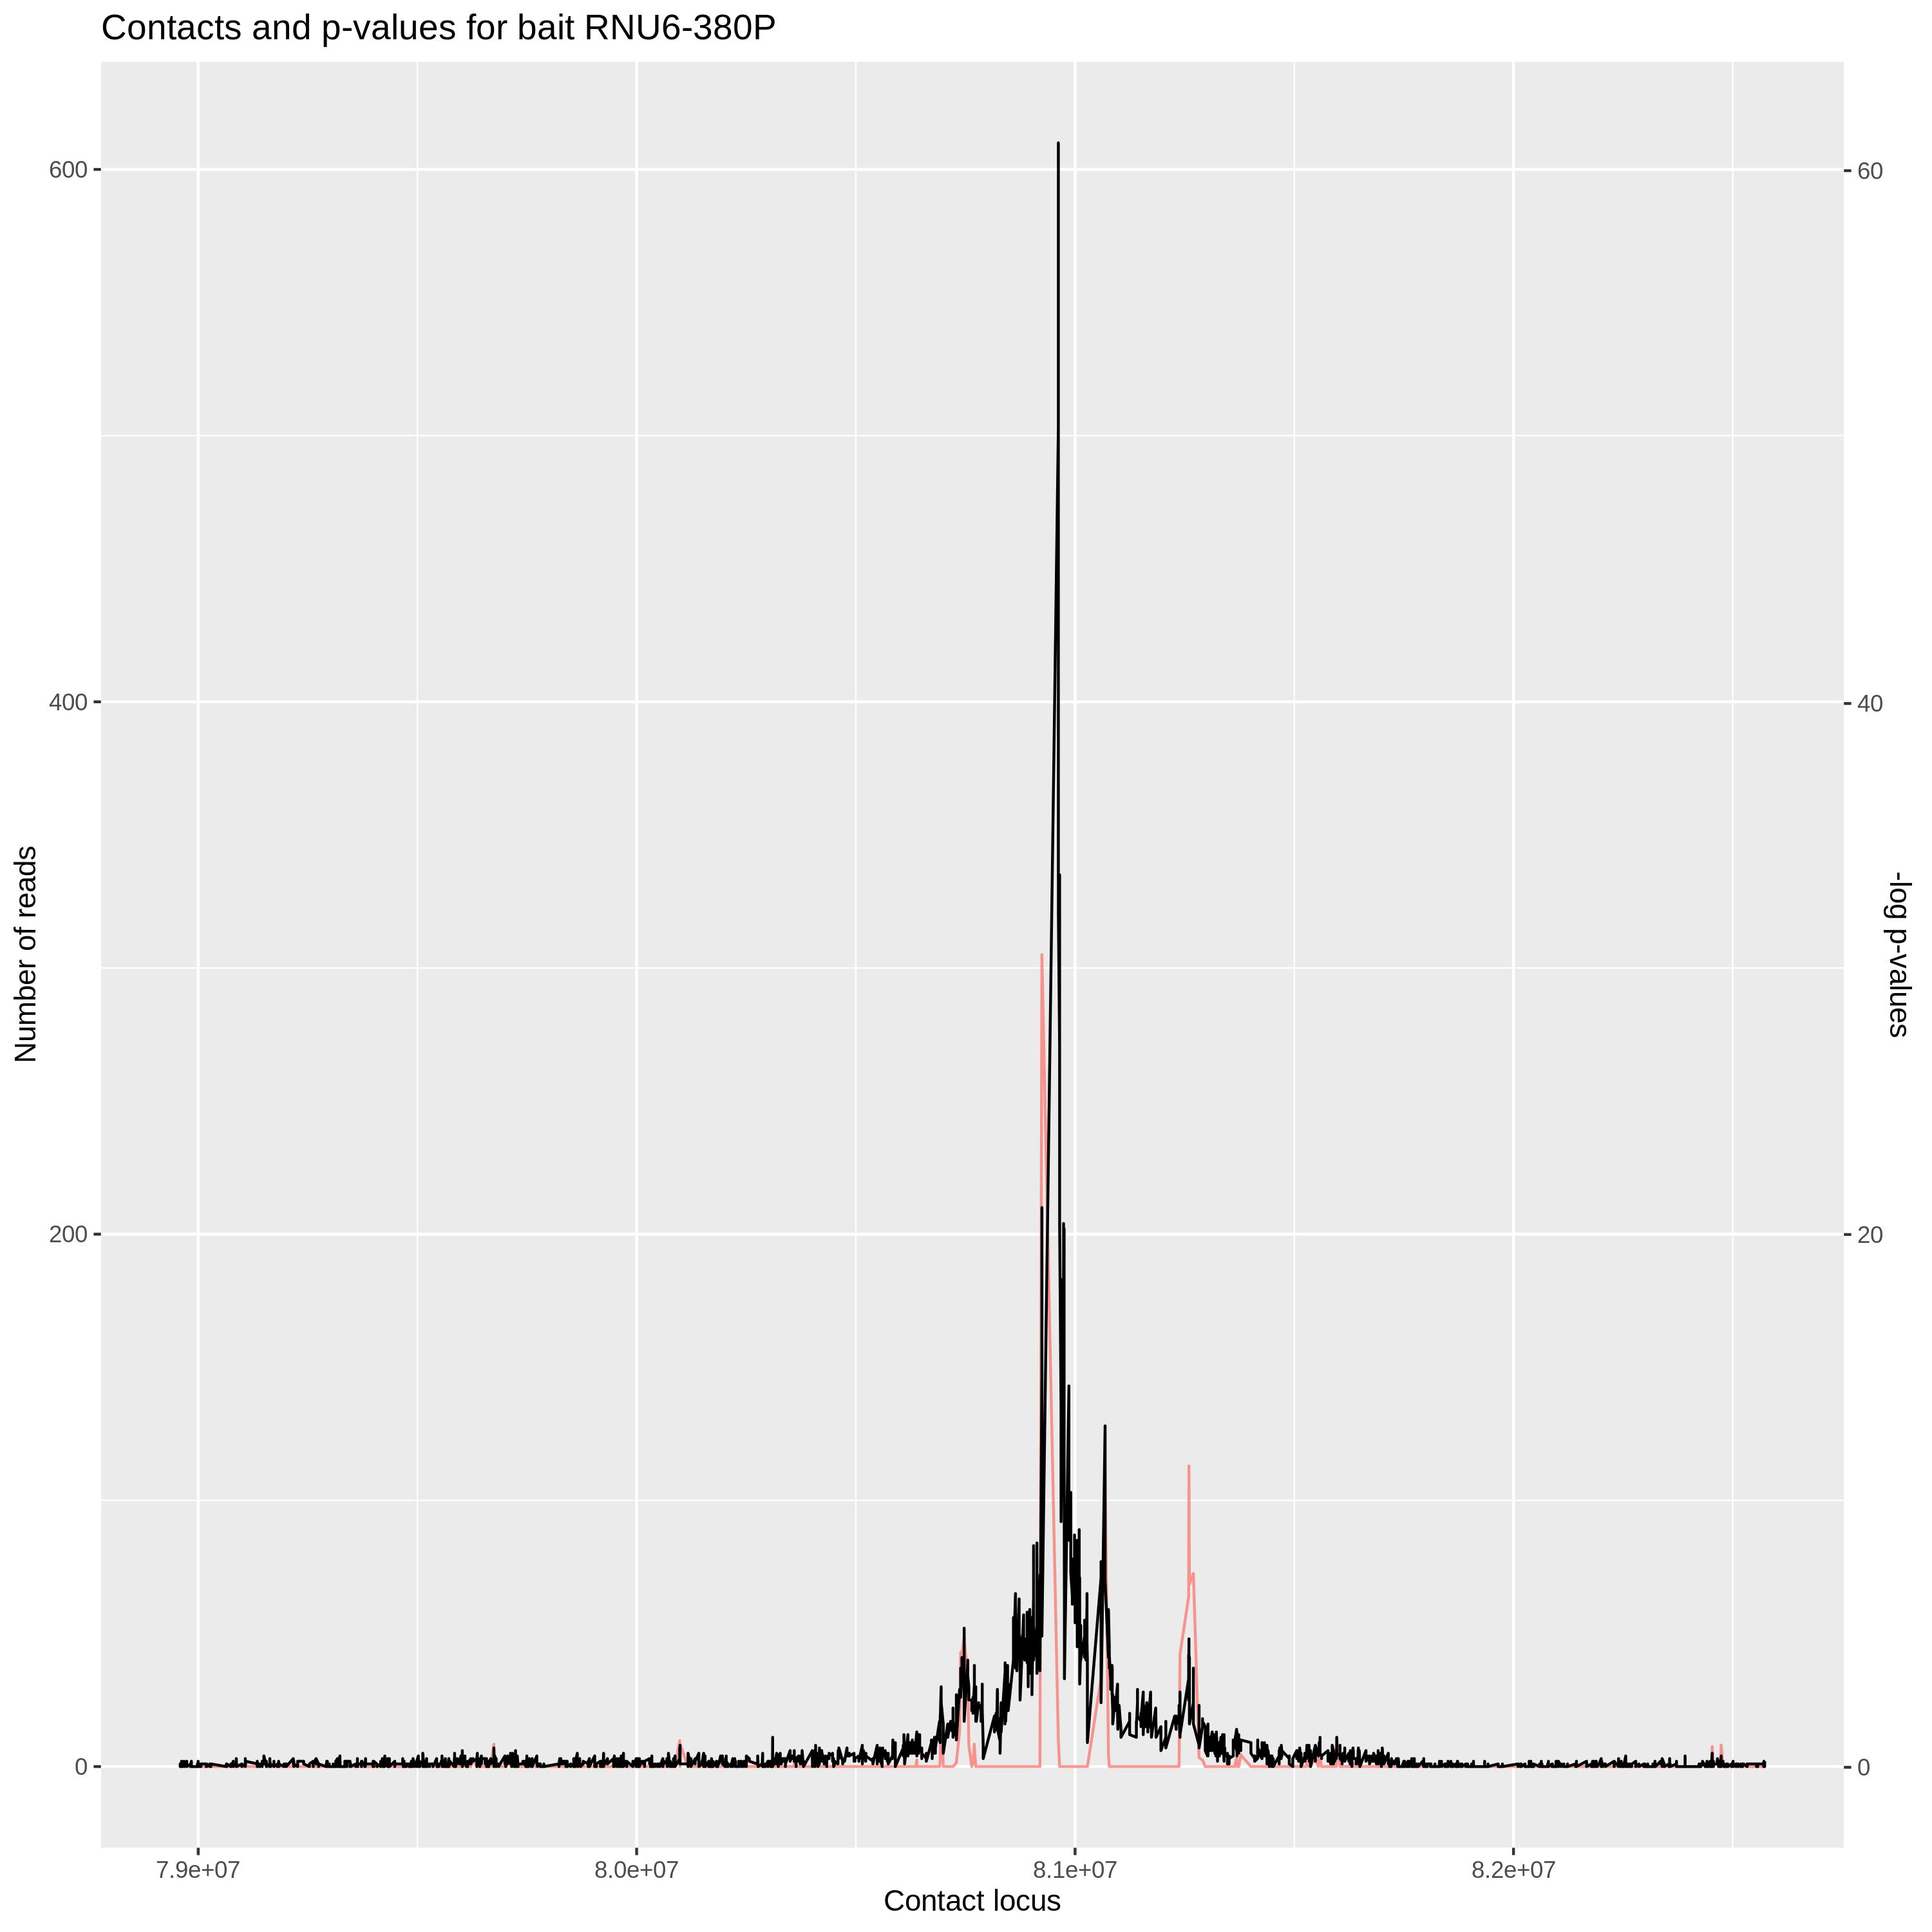 Contacts and p-values for bait RNU6-380P
600
400
200
0
Number of reads
60
40
20
0
-log p-values
7.9e+07
8.0e+07
8.1e+07
8.2e+07
Contact locus